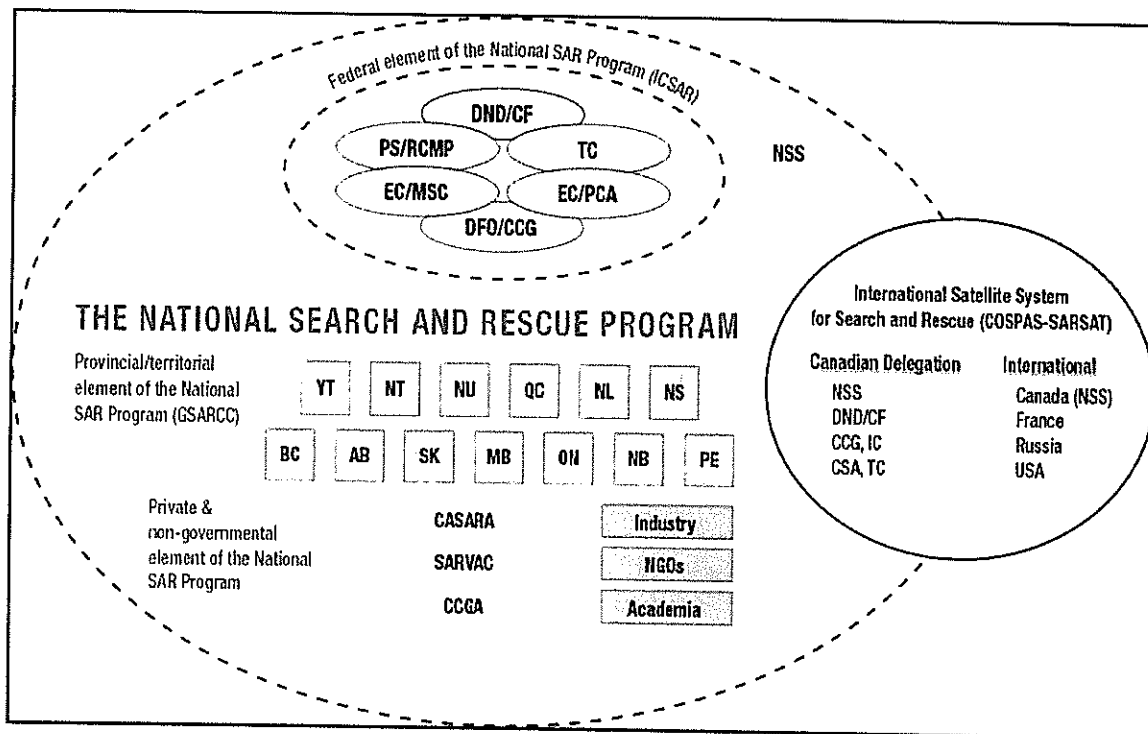 Federal element of the National SAR Program (ICSAR)
DND/CF
PS/RCMP
TC
EC/MSC
EC/PCA
DFO/CCG
NSS
THE NATIONAL SEARCH AND RESCUE PROGRAM
Provincial/territorial
element of the National
SAR Program (GSARCC)
YT NT NU QC NL NS
BC AB SK MB ON NB PE
Private &
non-governmental
element of the National
SAR Program
CASARA
SARVAC
CCGA
Industry
NGOs
Academia
International Satellite System
for Search and Rescue (COSPAS-SARSAT)
Canadian Delegation
NSS
DND/CF
CCG, IC
CSA, TC
International
Canada (NSS)
France
Russia
USA